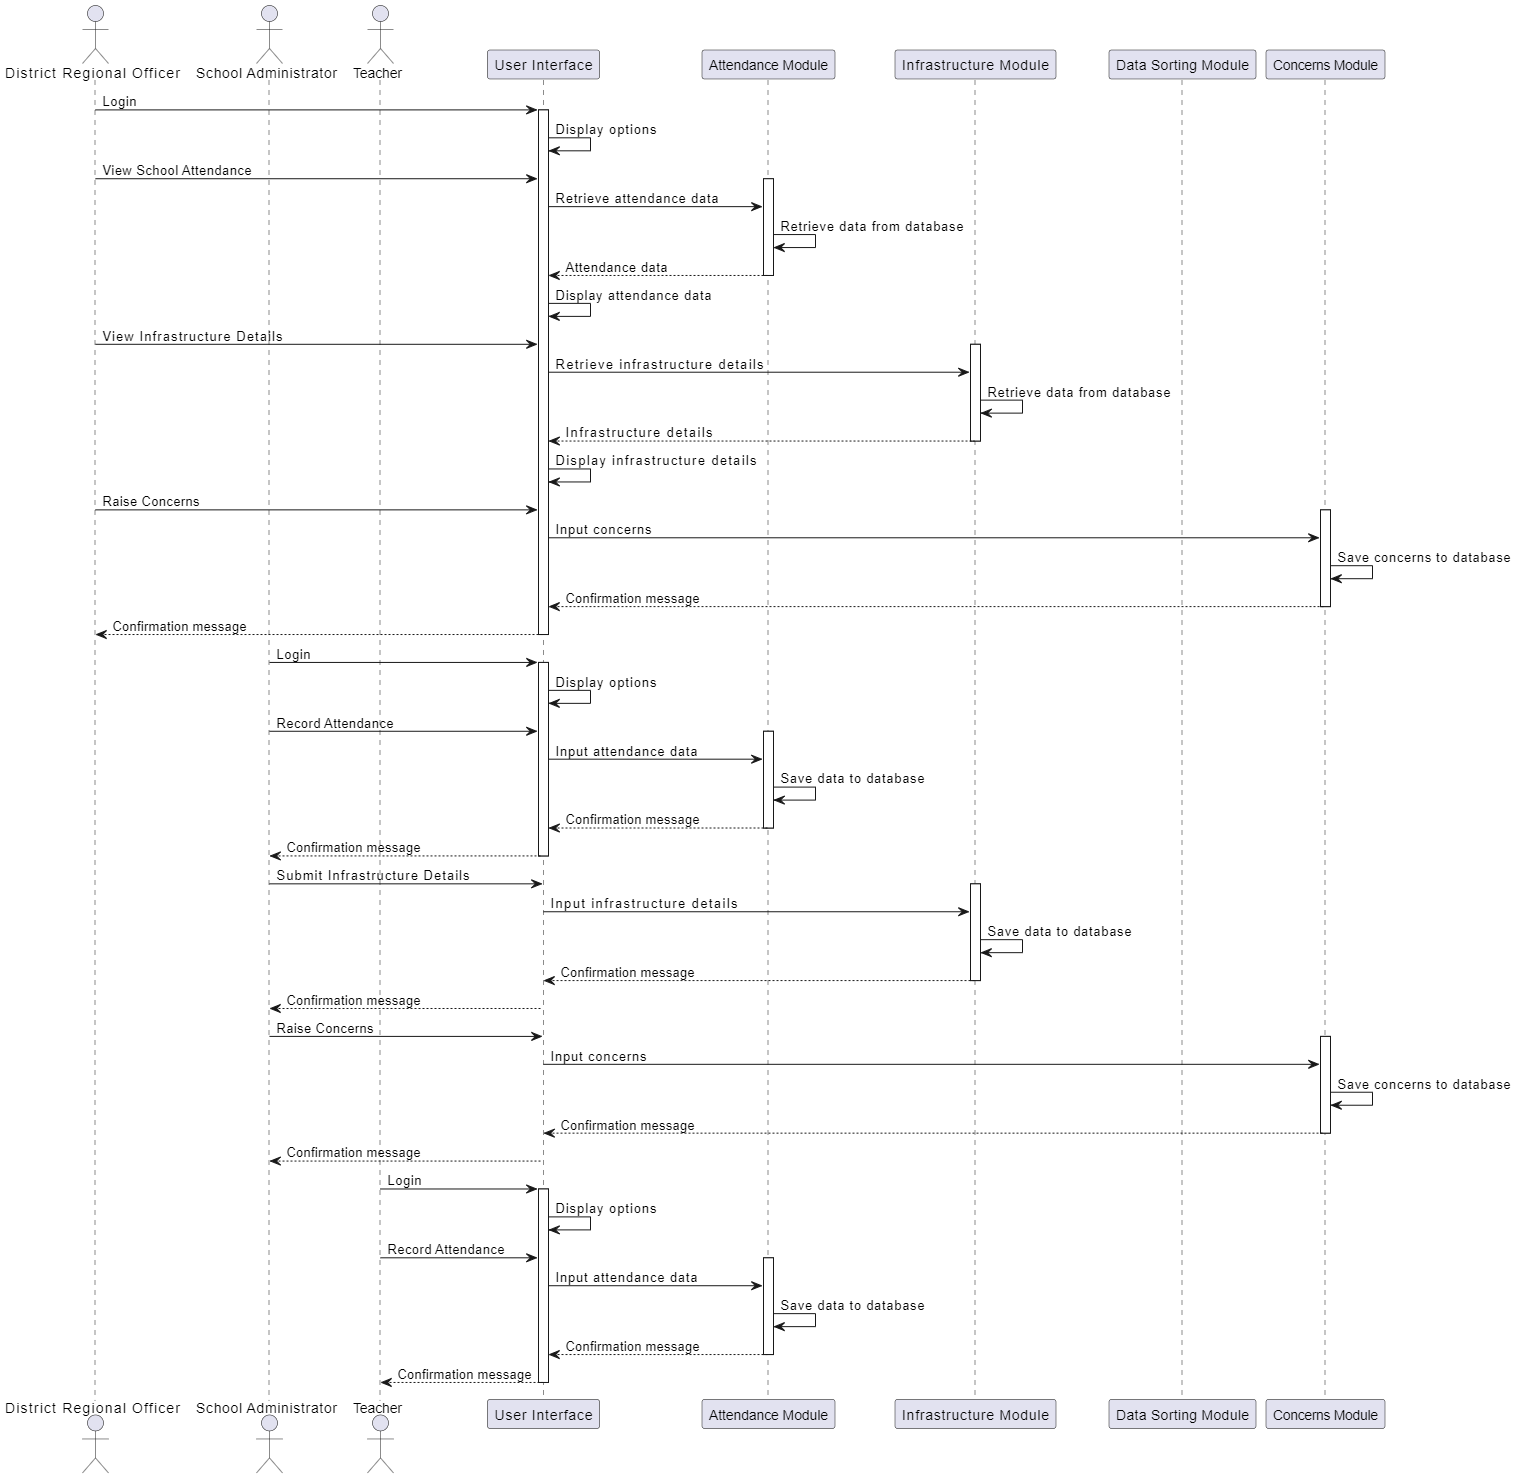 District Regional Officer
School Administrator
Teacher
User Interface
Attendance Module
Infrastructure Module
Data Sorting Module
Concerns Module
Login
Display options
View School Attendance
Retrieve attendance data
Retrieve data from database
Attendance data
Display attendance data
View Infrastructure Details
Retrieve infrastructure details
Retrieve data from database
Infrastructure details
Display infrastructure details
Raise Concerns
Input concerns
Save concerns to database
Confirmation message
Confirmation message
Login
Display options
Record Attendance
Input attendance data
Save data to database
Confirmation message
Confirmation message
Submit Infrastructure Details
Input infrastructure details
Save data to database
Confirmation message
Confirmation message
Raise Concerns
Input concerns
Save concerns to database
Confirmation message
Confirmation message
Login
Display options
Record Attendance
Input attendance data
Save data to database
Confirmation message
Confirmation message
District Regional Officer
School Administrator
Teacher
User Interface
Attendance Module
Infrastructure Module
Data Sorting Module
Concerns Module